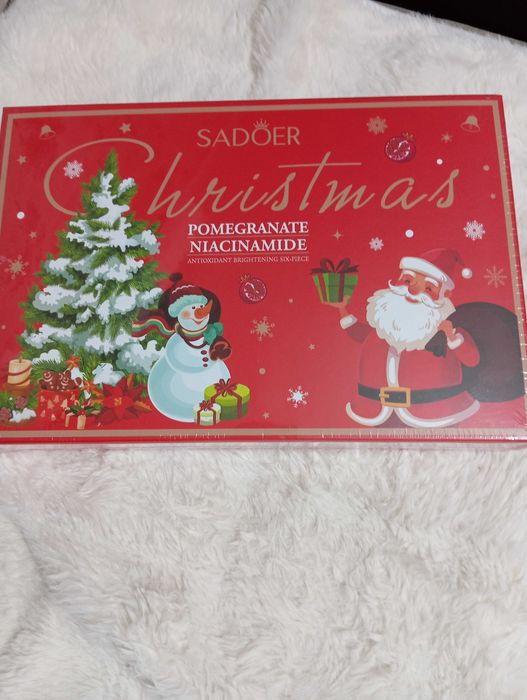 SADOER
Christmas
POMEGRANATE
NIACINAMIDE
ANTIOXIDANT BRIGHTENING SIX-PIECE